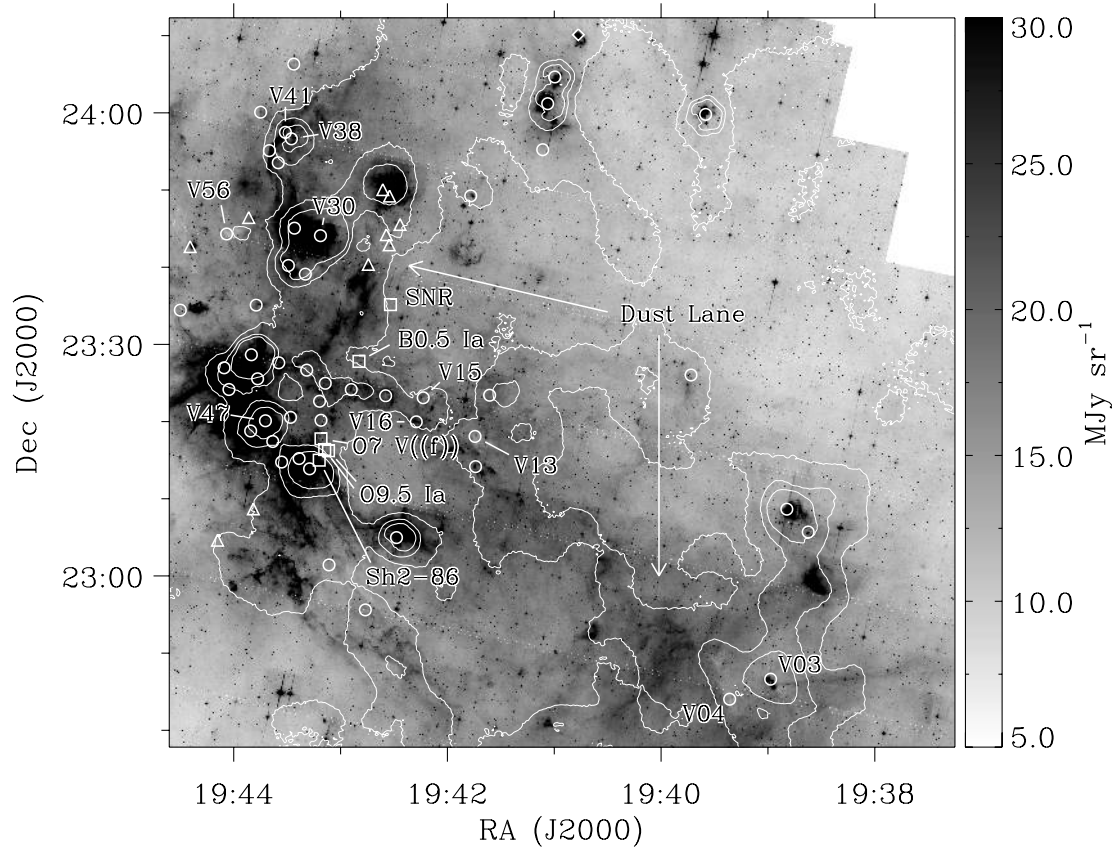 30.0
V41
24:00
V38
25.0
V56
V30
20.0
SNR
Dust Lane
23:30
B0.5 Ia
MJy sr⁻¹
Dec (J2000)
V15
V47
V16
O7 V((f))
V13
15.0
O9.5 Ia
23:00
Sh2-86
10.0
V03
V04
5.0
19:44
19:42
19:40
19:38
RA (J2000)